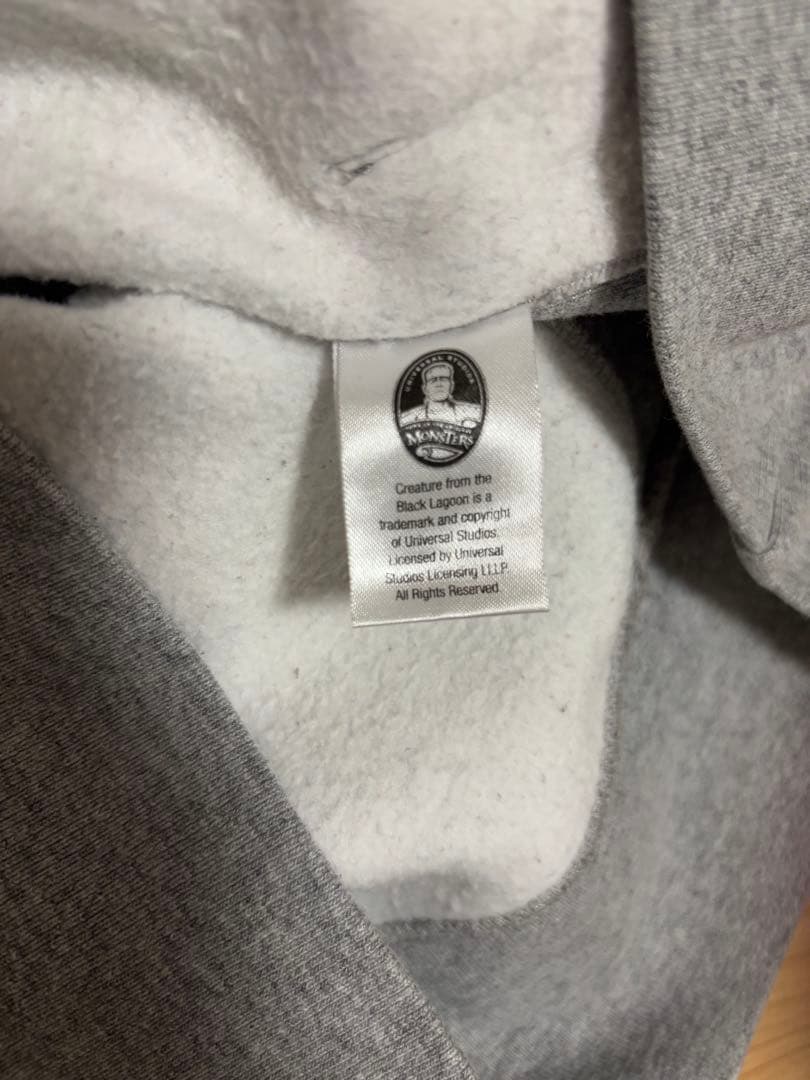 UNIVERSAL STUDIOS
MONSTERS
Creature from the
Black Lagoon is a
trademark and copyright
of Universal Studios.
Licensed by Universal
Studios Licensing LLLP.
All Rights Reserved.